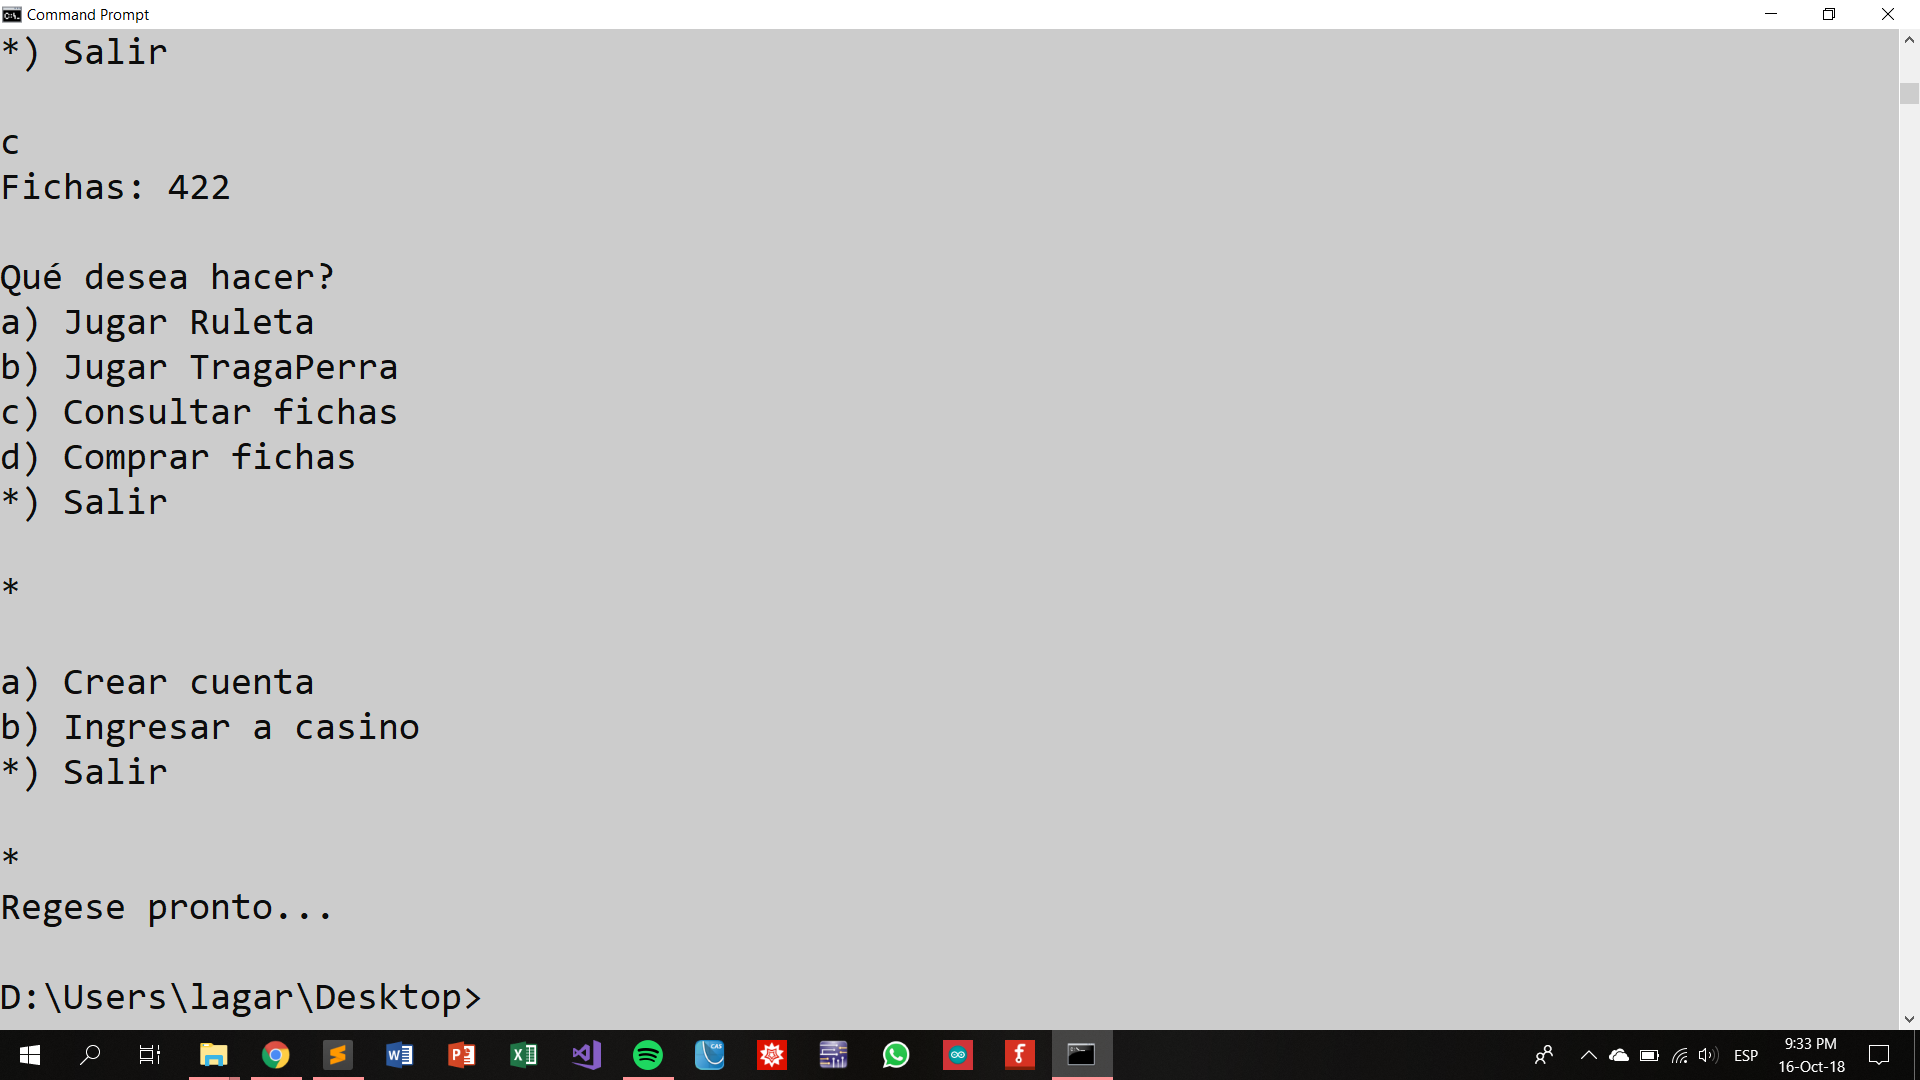 Command Prompt
*) Salir
c
Fichas: 422
Qué desea hacer?
a) Jugar Ruleta
b) Jugar TragaPerra
c) Consultar fichas
d) Comprar fichas
*) Salir
*
a) Crear cuenta
b) Ingresar a casino
*) Salir
*
Regese pronto...
D:\Users\lagar\Desktop>
ESP
9:33 PM
16-Oct-18